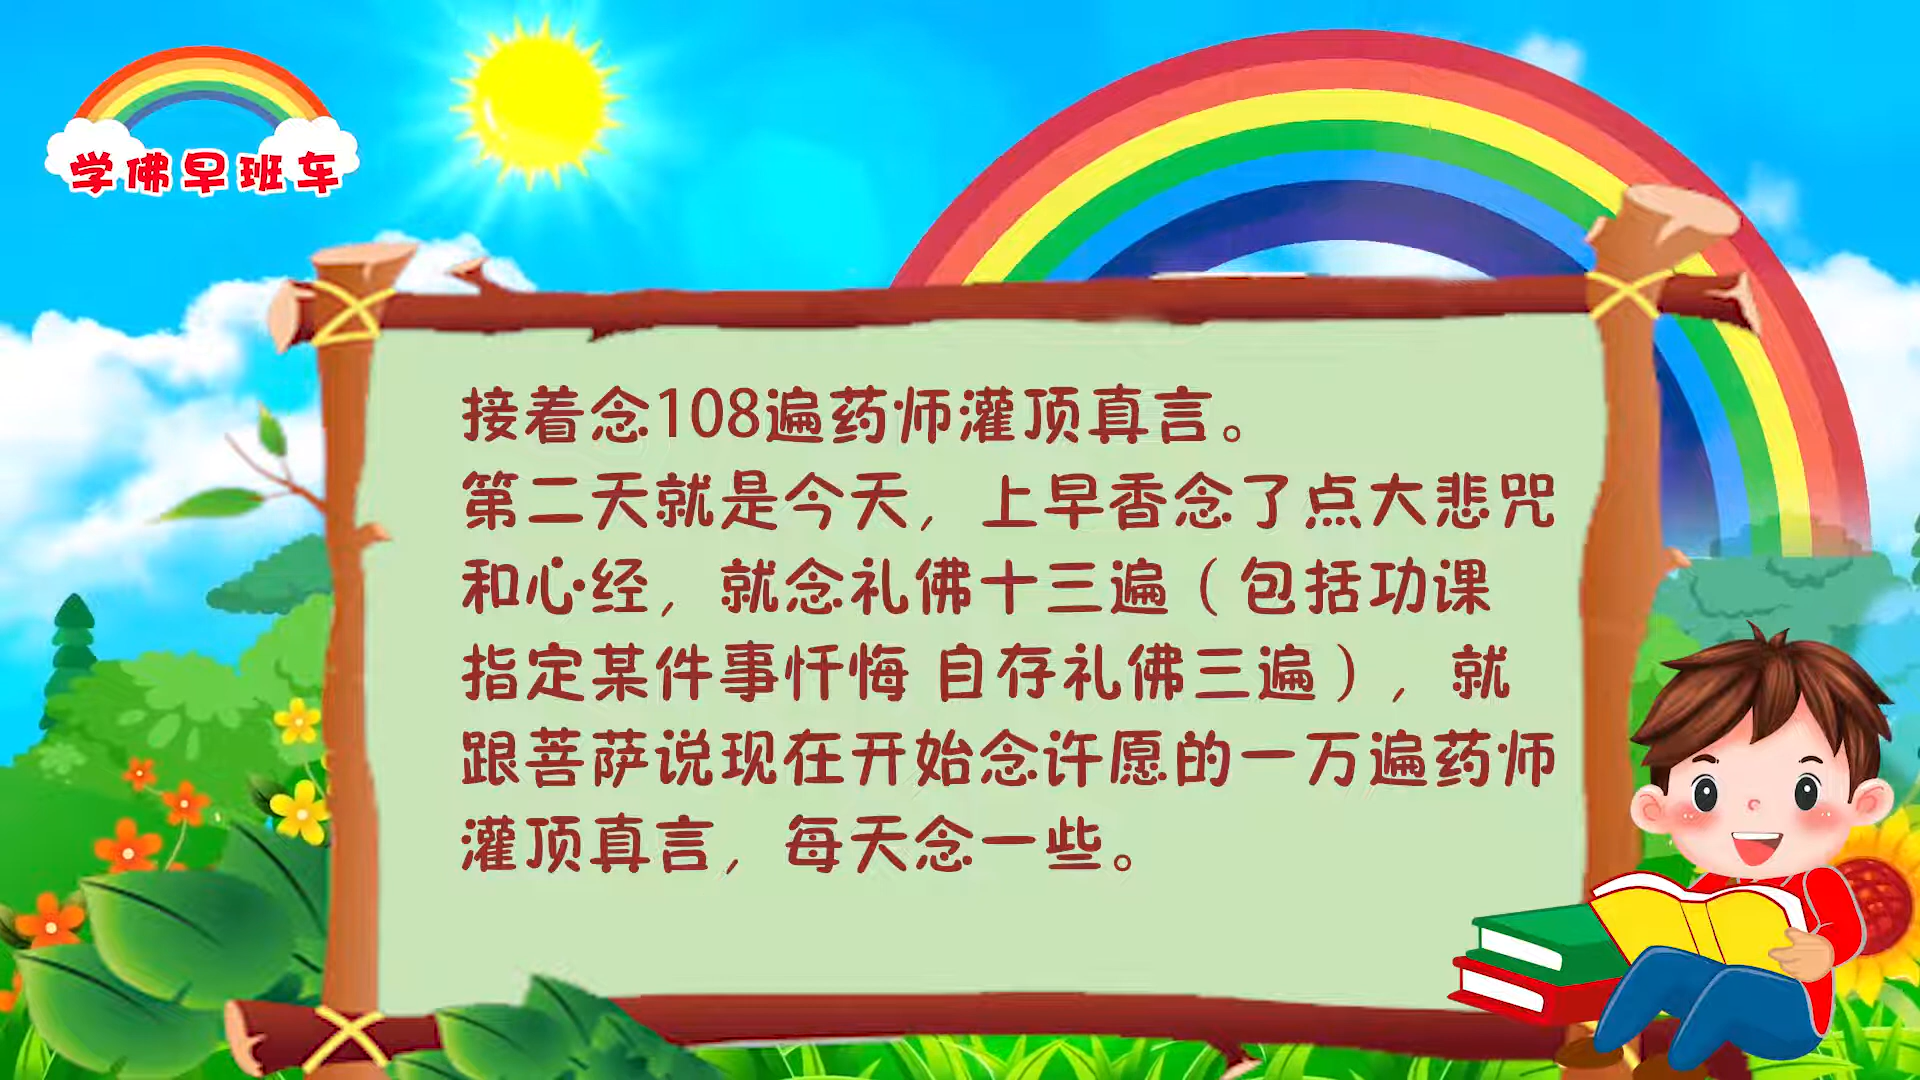 学佛早班车
接着念108遍药师灌顶真言。
第二天就是今天，上早香念了点大悲咒
和心经，就念礼佛十三遍（包括功课
指定某件事忏悔 自存礼佛三遍），就
跟菩萨说现在开始念许愿的一万遍药师
灌顶真言，每天念一些。